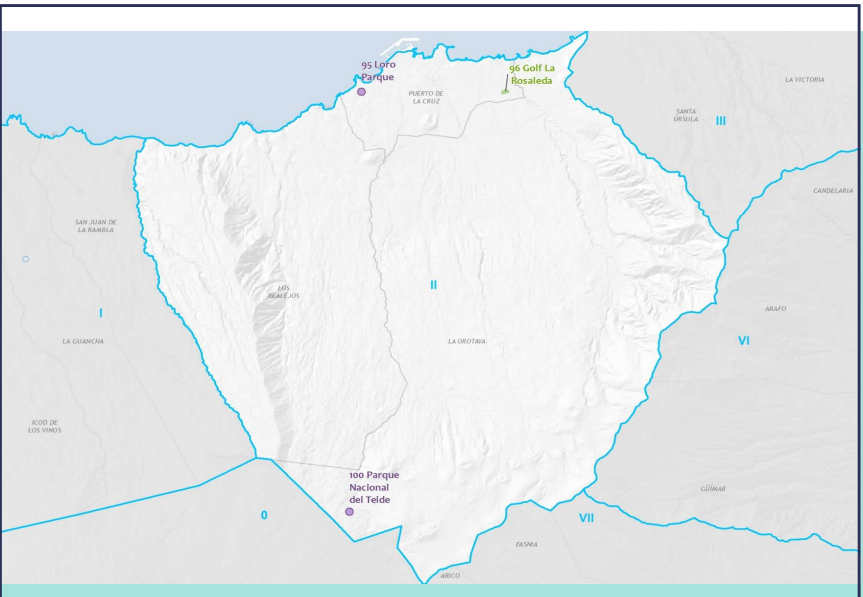 95 Loro
Parque
96 Golf La
Rosaleda
PUERTO DE
LA CRUZ
LA VICTORIA
SANTA
ÚRSULA
III
CANDELARIA
SAN JUAN DE
LA RAMBLA
LOS
REALEJOS
II
I
ARAFO
LA GUANCHA
LA OROTAVA
VI
ICOD DE
LOS VINOS
100 Parque
Nacional
del Teide
GÜÍMAR
0
VII
FASNIA
ARICO